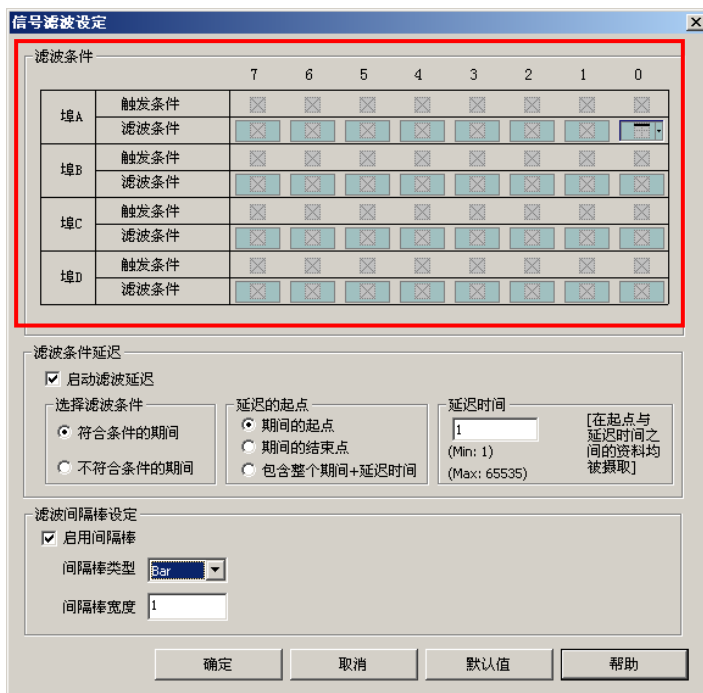 信号滤波设定
滤波条件
7 6 5 4 3 2 1 0
埠A 触发条件
滤波条件
埠B 触发条件
滤波条件
埠C 触发条件
滤波条件
埠D 触发条件
滤波条件
滤波条件延迟
启动滤波延迟
选择滤波条件
符合条件的期间
不符合条件的期间
延迟的起点
期间的起点
期间的结束点
包含整个期间+延迟时间
延迟时间
1
(Min: 1)
(Max: 65535)
[在起点与
延迟时间之
间的资料均
被摄取]
滤波间隔棒设定
启用间隔棒
间隔棒类型 Bar
间隔棒宽度 1
确定 取消 默认值 帮助